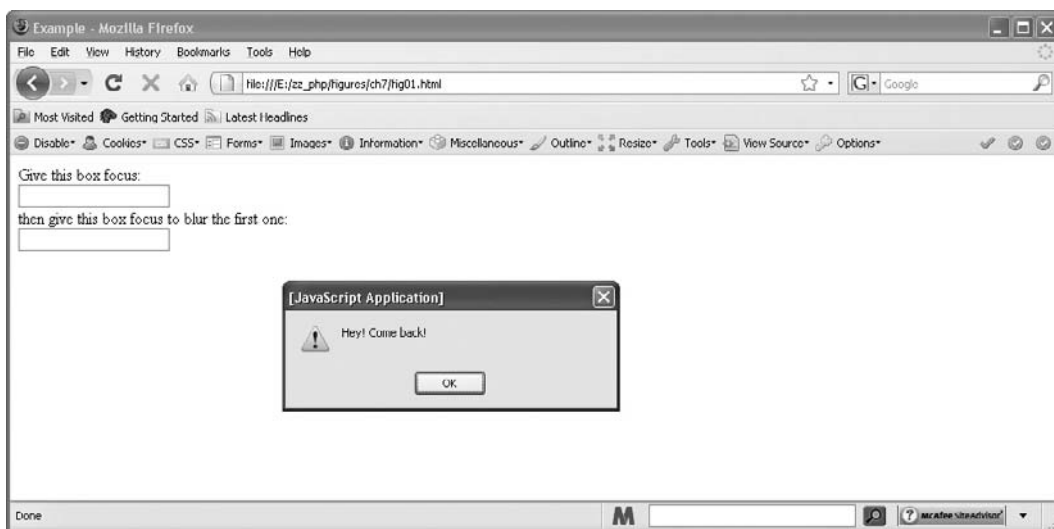 Example - Mozilla Firefox
File Edit View History Bookmarks Tools Help
file:///E:/zz_php/figures/ch7/fig01.html G Google
Most Visited Getting Started Latest Headlines
Disable Cookies CSS Forms Images Information Miscellaneous Outline Resize Tools View Source Options
Give this box focus:
then give this box focus to blur the first one:
[JavaScript Application]
Hey! Come back!
OK
Done M McAfee SiteAdvisor